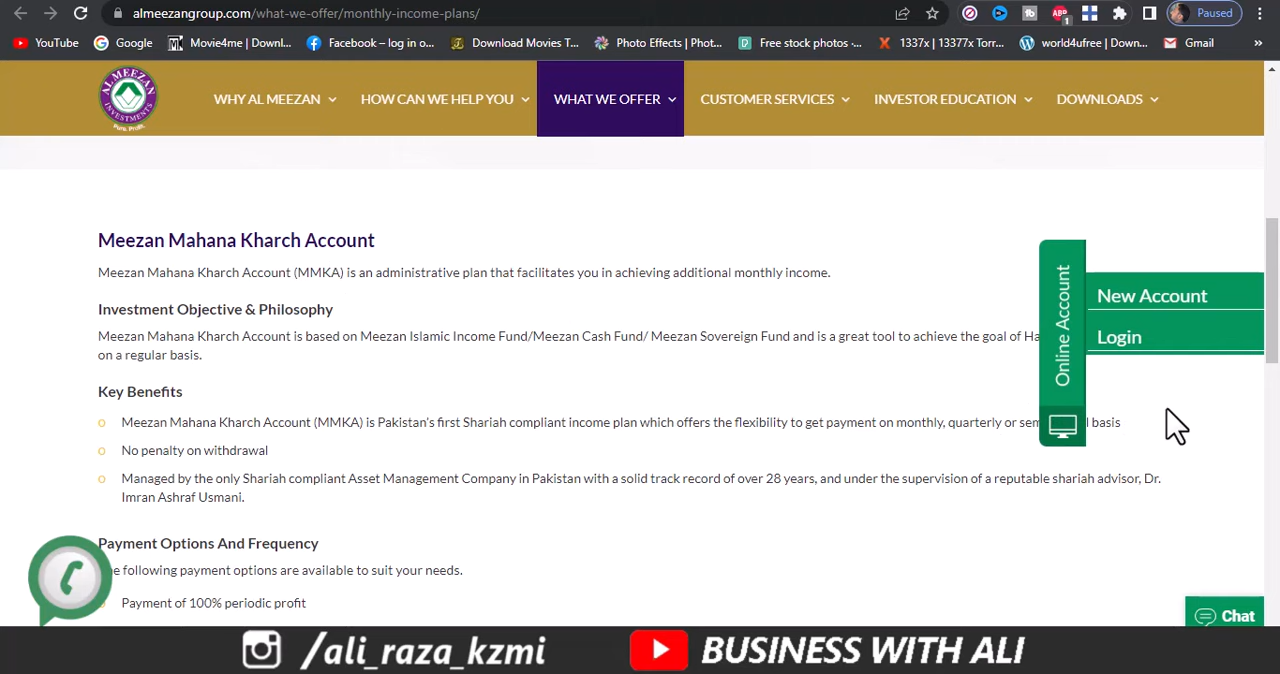 almeezangroup.com/what-we-offer/monthly-income-plans/
1
Paused
YouTube
Google
Movie4me | Downl...
Facebook – log in o...
Download Movies T...
Photo Effects | Phot...
Free stock photos -...
1337x | 13377x Torr...
world4ufree | Down...
Gmail
»
AL MEEZAN
INVESTMENTS
Pure. Profit.
WHY AL MEEZAN
HOW CAN WE HELP YOU
WHAT WE OFFER
CUSTOMER SERVICES
INVESTOR EDUCATION
DOWNLOADS
Meezan Mahana Kharch Account
Meezan Mahana Kharch Account (MMKA) is an administrative plan that facilitates you in achieving additional monthly income.
Investment Objective & Philosophy
Meezan Mahana Kharch Account is based on Meezan Islamic Income Fund/Meezan Cash Fund/ Meezan Sovereign Fund and is a great tool to achieve the goal of Ha
on a regular basis.
Online Account
New Account
Login
Key Benefits
Meezan Mahana Kharch Account (MMKA) is Pakistan's first Shariah compliant income plan which offers the flexibility to get payment on monthly, quarterly or sem l basis
No penalty on withdrawal
Managed by the only Shariah compliant Asset Management Company in Pakistan with a solid track record of over 28 years, and under the supervision of a reputable shariah advisor, Dr.
Imran Ashraf Usmani.
Payment Options And Frequency
e following payment options are available to suit your needs.
Payment of 100% periodic profit
Chat
/ali_raza_kzmi
BUSINESS WITH ALI